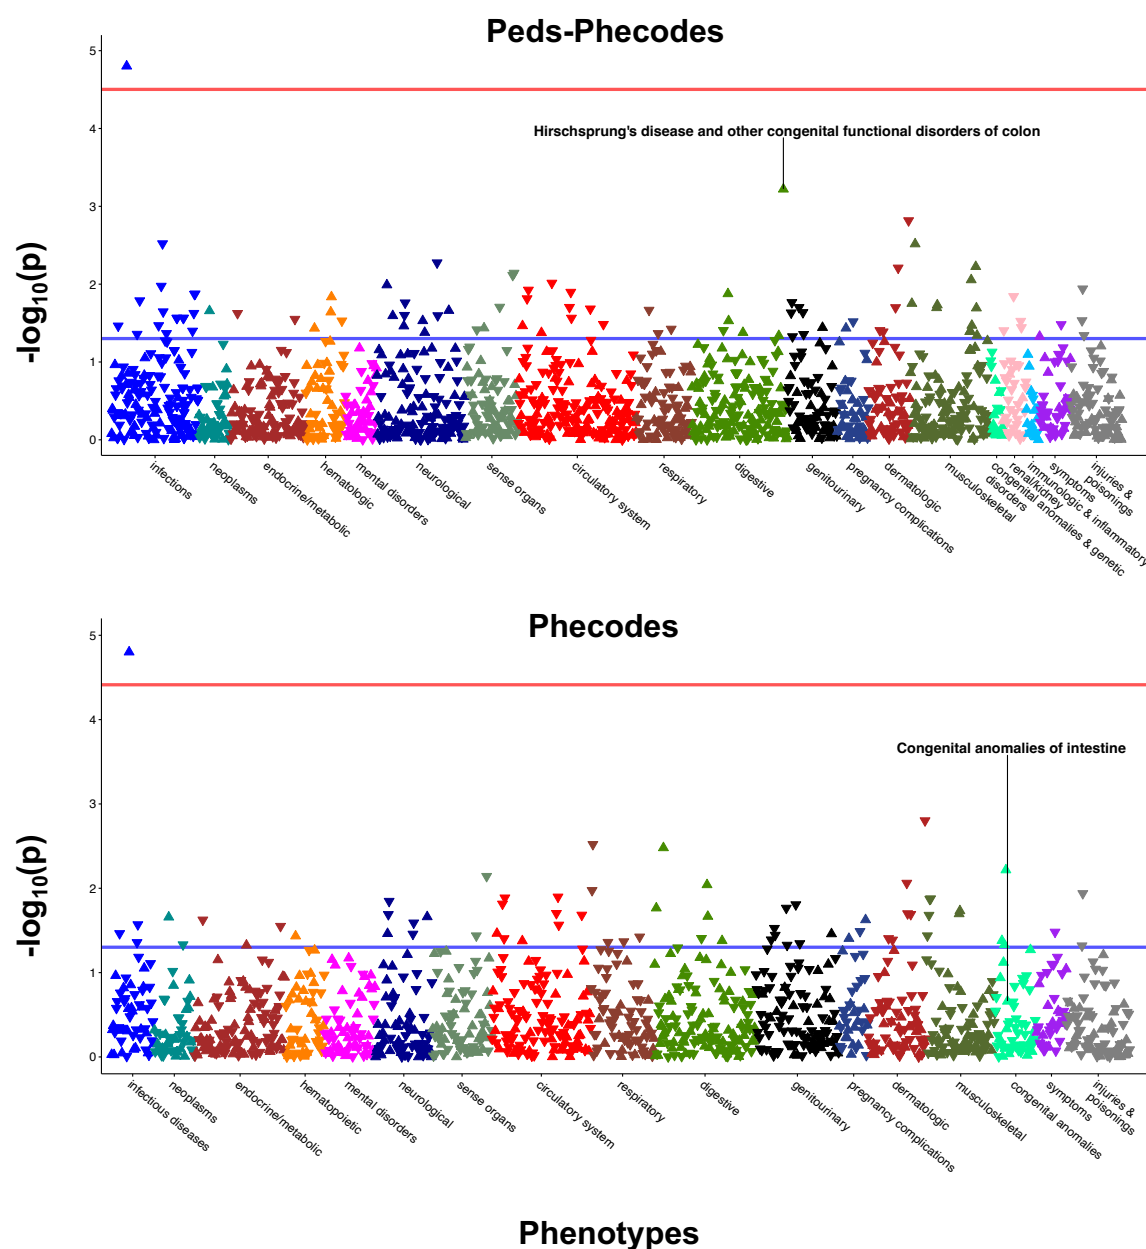 Peds-Phecodes
5
4
3
2
1
0
-log10(p)
Hirschsprung's disease and other congenital functional disorders of colon
infections
neoplasms
endocrine/metabolic
hematologic
mental disorders
neurological
sense organs
circulatory system
respiratory
digestive
genitourinary
pregnancy complications
dermatologic
musculoskeletal
congenital anomalies & genetic
disorders
renal/kidney
immunologic & inflammatory
symptoms
injuries &
poisonings
Phecodes
5
4
3
2
1
0
-log10(p)
Congenital anomalies of intestine
infectious diseases
neoplasms
endocrine/metabolic
hematopoietic
mental disorders
neurological
sense organs
circulatory system
respiratory
digestive
genitourinary
pregnancy complications
dermatologic
musculoskeletal
congenital anomalies
symptoms
injuries &
poisonings
Phenotypes